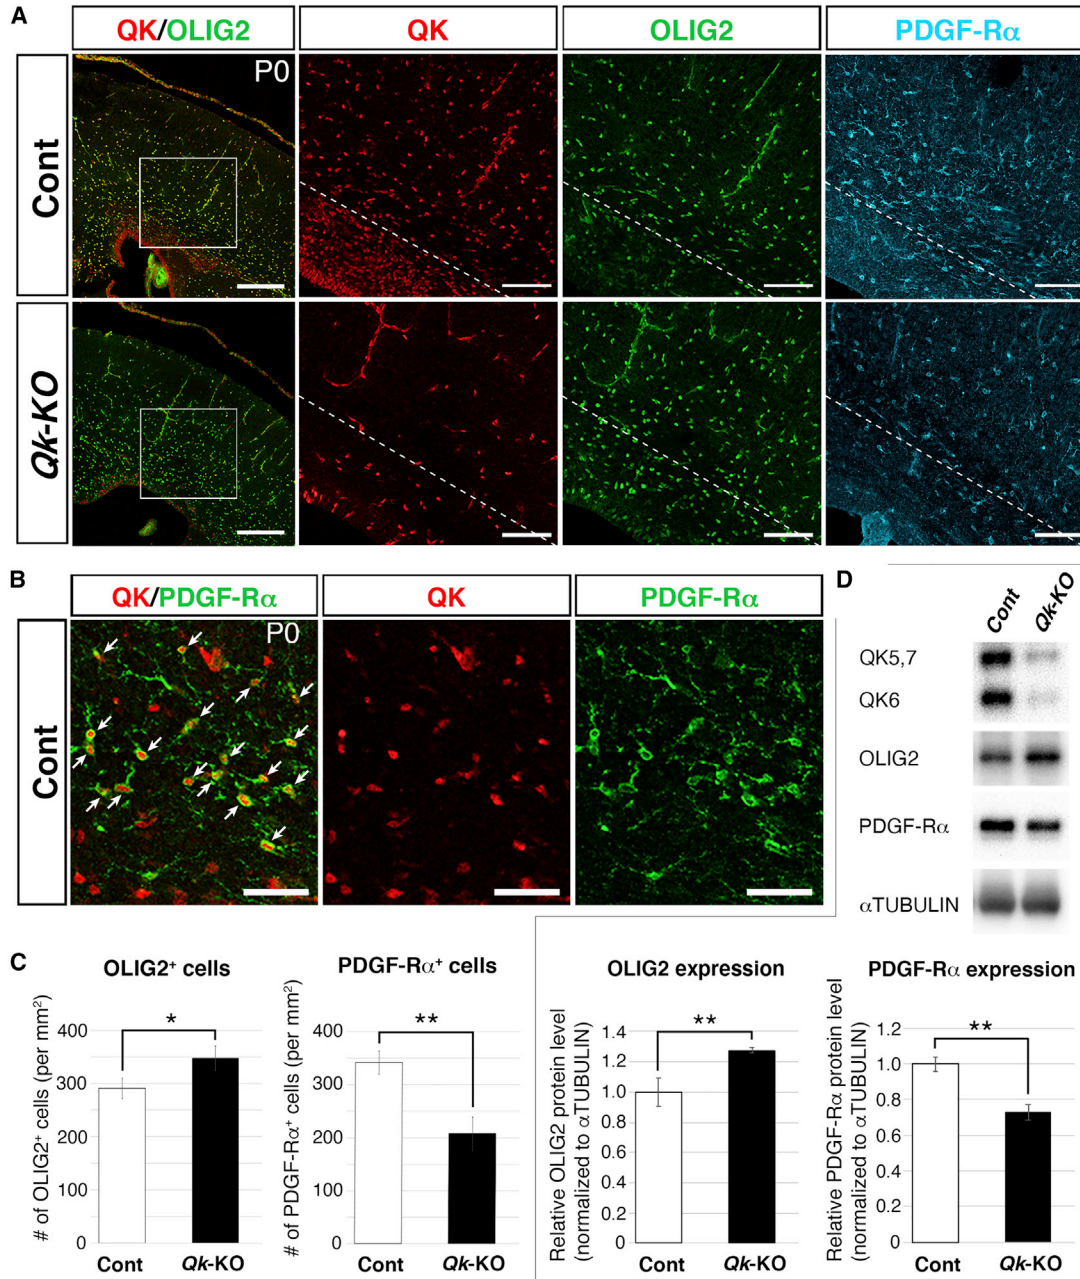 A
QK/OLIG2
QK
OLIG2
PDGF-Rα
Cont
P0
Qk-KO
B
QK/PDGF-Rα
QK
PDGF-Rα
Cont
P0
D
Cont
Qk-KO
QK5,7
QK6
OLIG2
PDGF-Rα
αTUBULIN
C
OLIG2⁺ cells
# of OLIG2⁺ cells (per mm²)
400
300
200
100
0
*
Cont
Qk-KO
PDGF-Rα⁺ cells
# of PDGF-Rα⁺ cells (per mm²)
400
300
200
100
0
**
Cont
Qk-KO
OLIG2 expression
Relative OLIG2 protein level
(normalized to αTUBULIN)
1.4
1.2
1.0
0.8
0.6
0.4
0.2
0
**
Cont
Qk-KO
PDGF-Rα expression
Relative PDGF-Rα protein level
(normalized to αTUBULIN)
1.2
1.0
0.8
0.6
0.4
0.2
0
**
Cont
Qk-KO